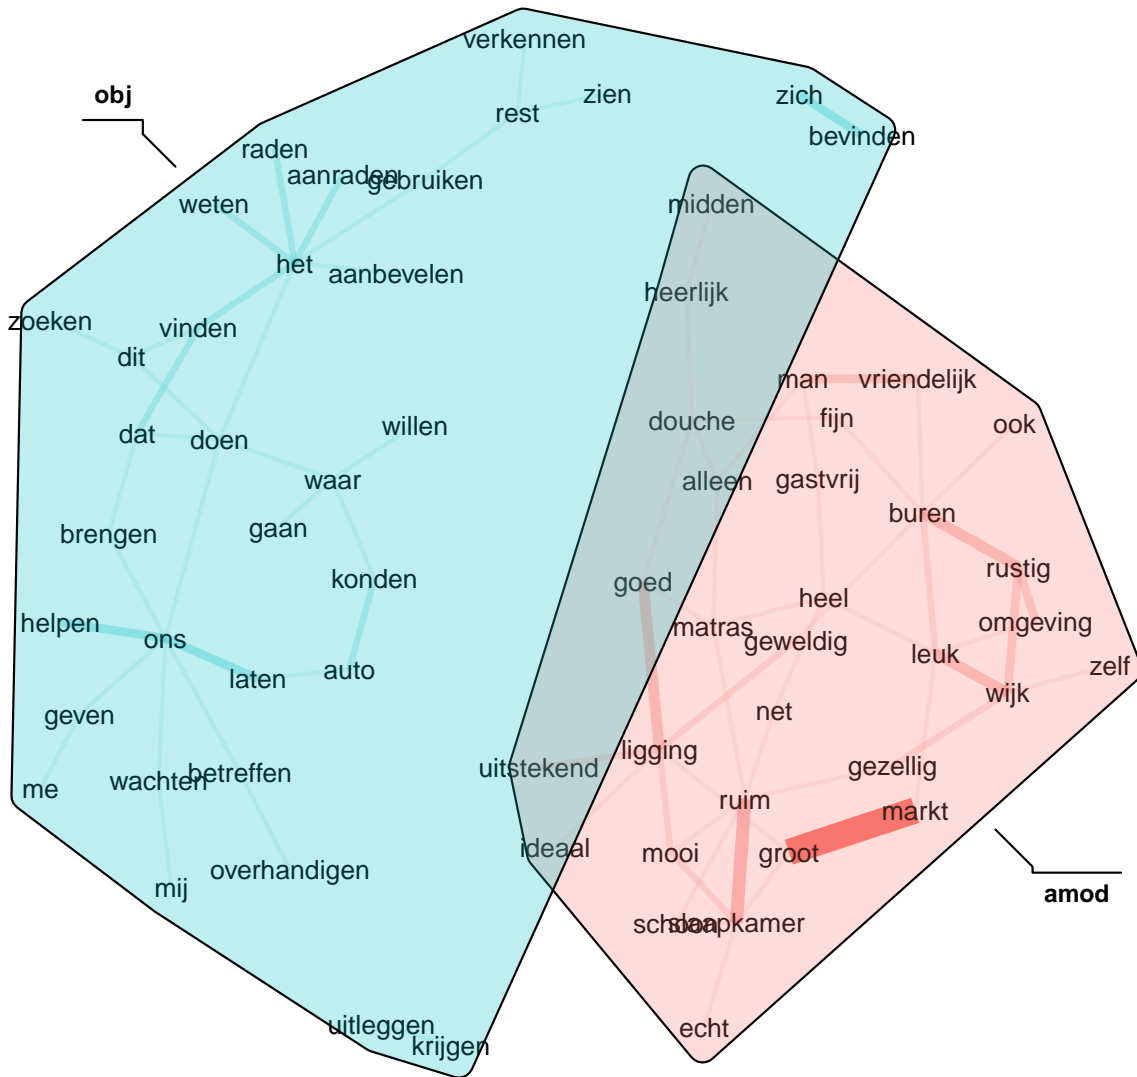 verkennen
obj
zien
zich
rest
bevinden
raden
aanraden
gebruiken
weten
midden
het
aanbevelen
heerlijk
zoeken
vinden
dit
man
vriendelijk
fijn
douche
ook
willen
dat
doen
waar
alleen
gastvrij
gaan
buren
brengen
konden
goed
rustig
heel
helpen
omgeving
matras
ons
geweldig
leuk
zelf
auto
laten
wijk
geven
net
ligging
uitstekend
gezellig
betreffen
wachten
me
ruim
markt
ideaal
mooi
groot
overhandigen
mij
amod
schoon
slaapkamer
uitleggen
echt
krijgen